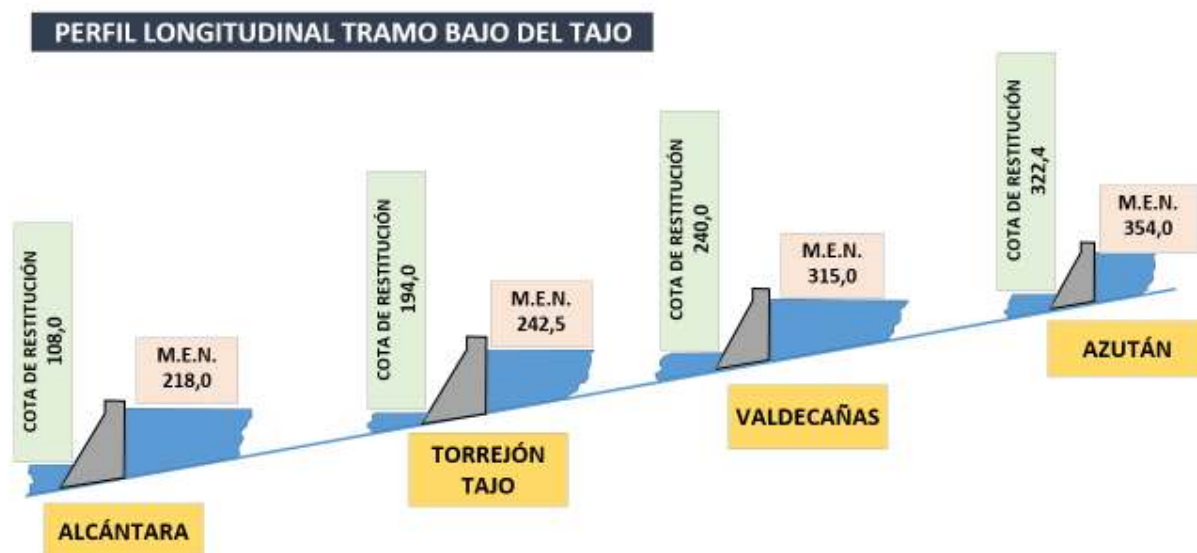 PERFIL LONGITUDINAL TRAMO BAJO DEL TAJO
COTA DE RESTITUCIÓN
108,0
M.E.N.
218,0
ALCÁNTARA
COTA DE RESTITUCIÓN
194,0
M.E.N.
242,5
TORREJÓN
TAJO
COTA DE RESTITUCIÓN
240,0
M.E.N.
315,0
VALDECAÑAS
COTA DE RESTITUCIÓN
322,4
M.E.N.
354,0
AZUTÁN